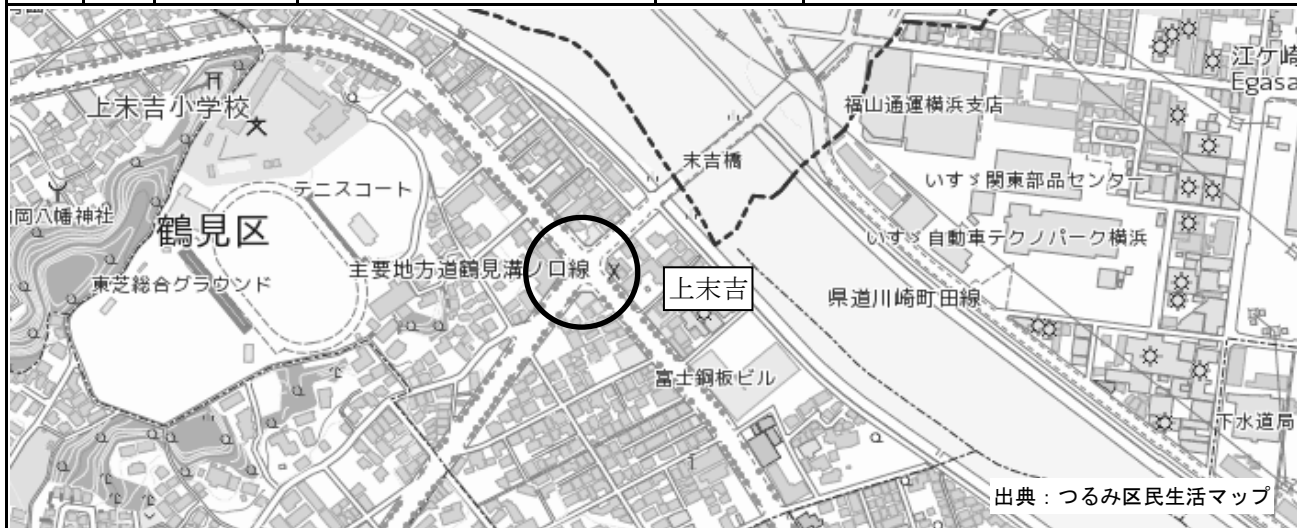 江ケ崎
Egasa
上末吉小学校
福山通運横浜支店
末吉橋
いすゞ関東部品センター
テニスコート
岡八幡神社
鶴見区
いすゞ自動車テクノパーク横浜
主要地方道鶴見溝ノ口線
東芝総合グラウンド
上末吉
県道川崎町田線
富士鋼板ビル
下水道局
出典：つるみ区民生活マップ